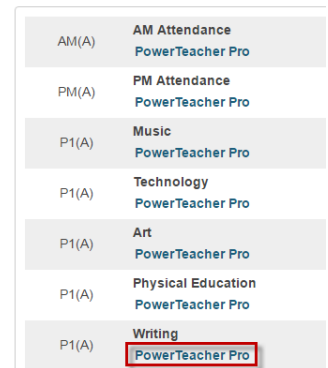 AM(A)
AM Attendance
PowerTeacher Pro
PM(A)
PM Attendance
PowerTeacher Pro
P1(A)
Music
PowerTeacher Pro
P1(A)
Technology
PowerTeacher Pro
P1(A)
Art
PowerTeacher Pro
P1(A)
Physical Education
PowerTeacher Pro
P1(A)
Writing
PowerTeacher Pro